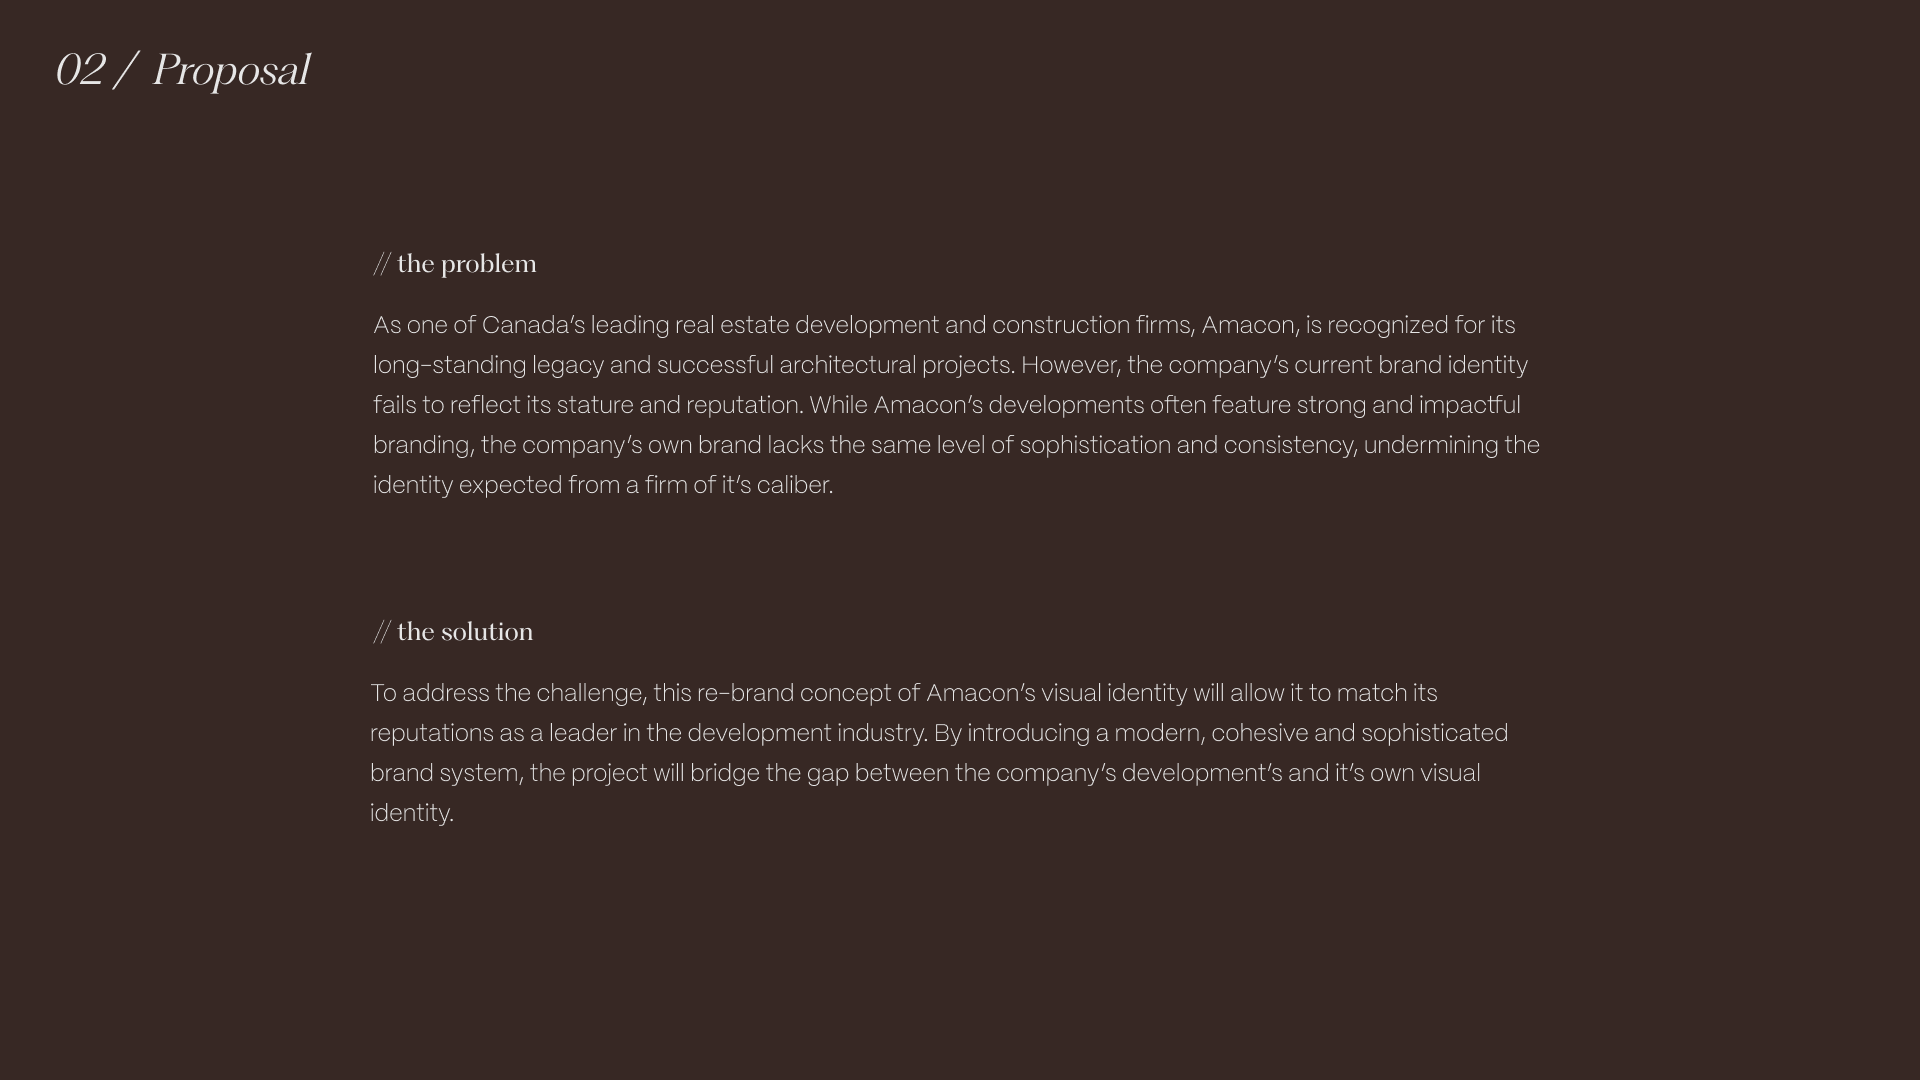 02 / Proposal
// the problem
As one of Canada’s leading real estate development and construction firms, Amacon, is recognized for its
long-standing legacy and successful architectural projects. However, the company’s current brand identity
fails to reflect its stature and reputation. While Amacon’s developments often feature strong and impactful
branding, the company’s own brand lacks the same level of sophistication and consistency, undermining the
identity expected from a firm of it’s caliber.
// the solution
To address the challenge, this re-brand concept of Amacon’s visual identity will allow it to match its
reputations as a leader in the development industry. By introducing a modern, cohesive and sophisticated
brand system, the project will bridge the gap between the company’s development’s and it’s own visual
identity.